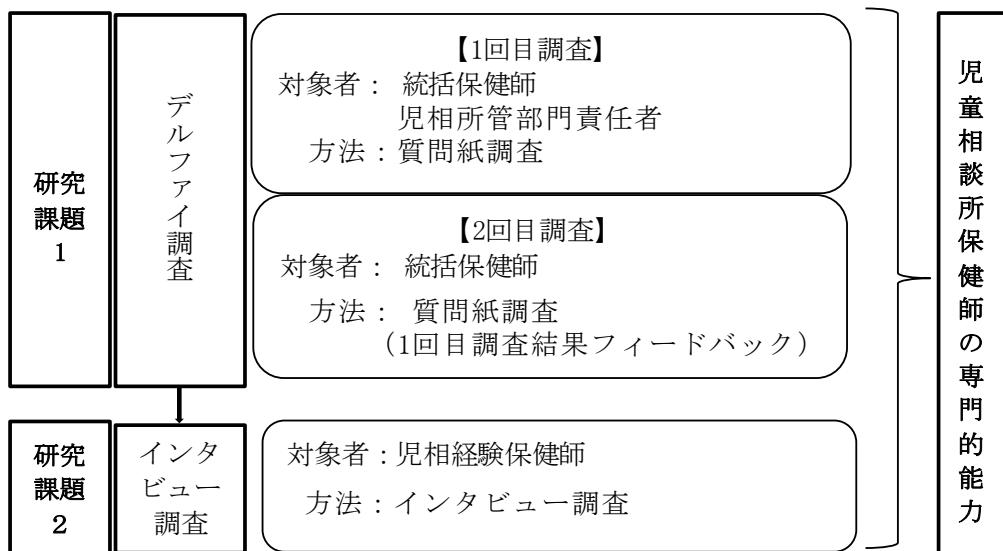 研究
課題
1
デルファイ調査
【1回目調査】
対象者： 統括保健師
児相所管部門責任者
方法：質問紙調査
【2回目調査】
対象者： 統括保健師
方法： 質問紙調査
（1回目調査結果フィードバック）
研究
課題
2
インタ
ビュー
調査
対象者：児相経験保健師
方法：インタビュー調査
児童相談所保健師の専門的能力